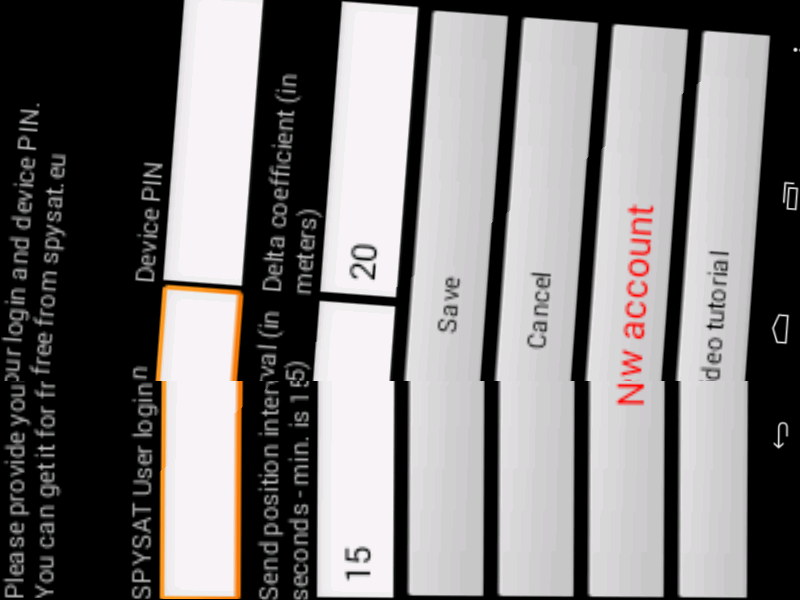 Please provide your login and device PIN.
You can get it for free from spysat.eu
SPYSAT User login
Device PIN
Send position interval (in
seconds - min. is 15)
Delta coefficient (in
meters)
15
20
Save
Cancel
New account
deo tutorial